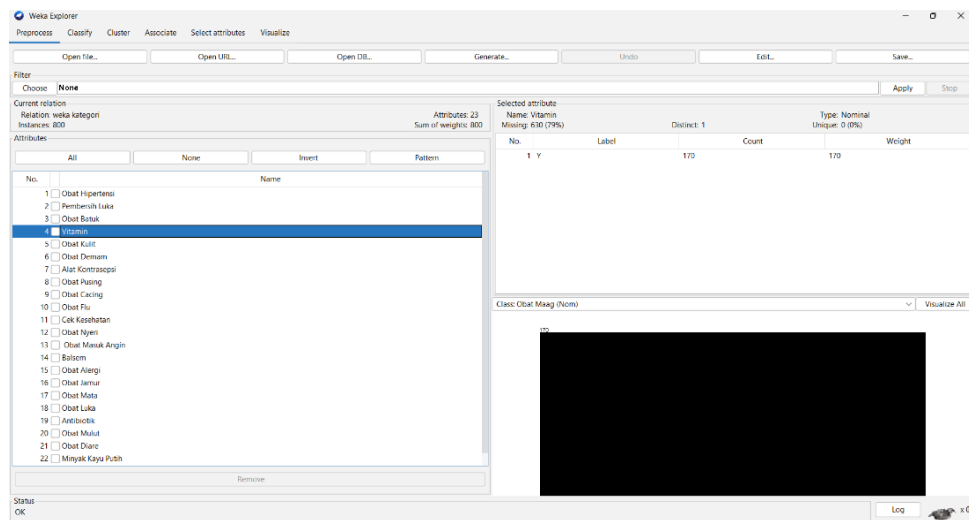 Weka Explorer
Preprocess Classify Cluster Associate Select attributes Visualize
Open file... Open URL... Open DB... Generate... Undo Edit... Save...
Filter
Choose None Apply Stop
Current relation
Relation: weka kategori Attributes: 23
Instances: 800 Sum of weights: 800
Selected attribute
Name: Vitamin Type: Nominal
Missing: 630 (79%) Distinct: 1 Unique: 0 (0%)
No. Label Count Weight
1 Y 170 170
Attributes
All None Invert Pattern
No. Name
1 Obat Hipertensi
2 Pembersih Luka
3 Obat Batuk
4 Vitamin
5 Obat Kulit
6 Obat Demam
7 Alat Kontrasepsi
8 Obat Pusing
9 Obat Cacing
10 Obat Flu
11 Cek Kesehatan
12 Obat Nyeri
13 Obat Masuk Angin
14 Balsem
15 Obat Alergi
16 Obat Jamur
17 Obat Mata
18 Obat Luka
19 Antibiotik
20 Obat Mulut
21 Obat Diare
22 Minyak Kayu Putih
Remove
Class: Obat Maag (Nom) Visualize All
170
Status
OK
Log x 0